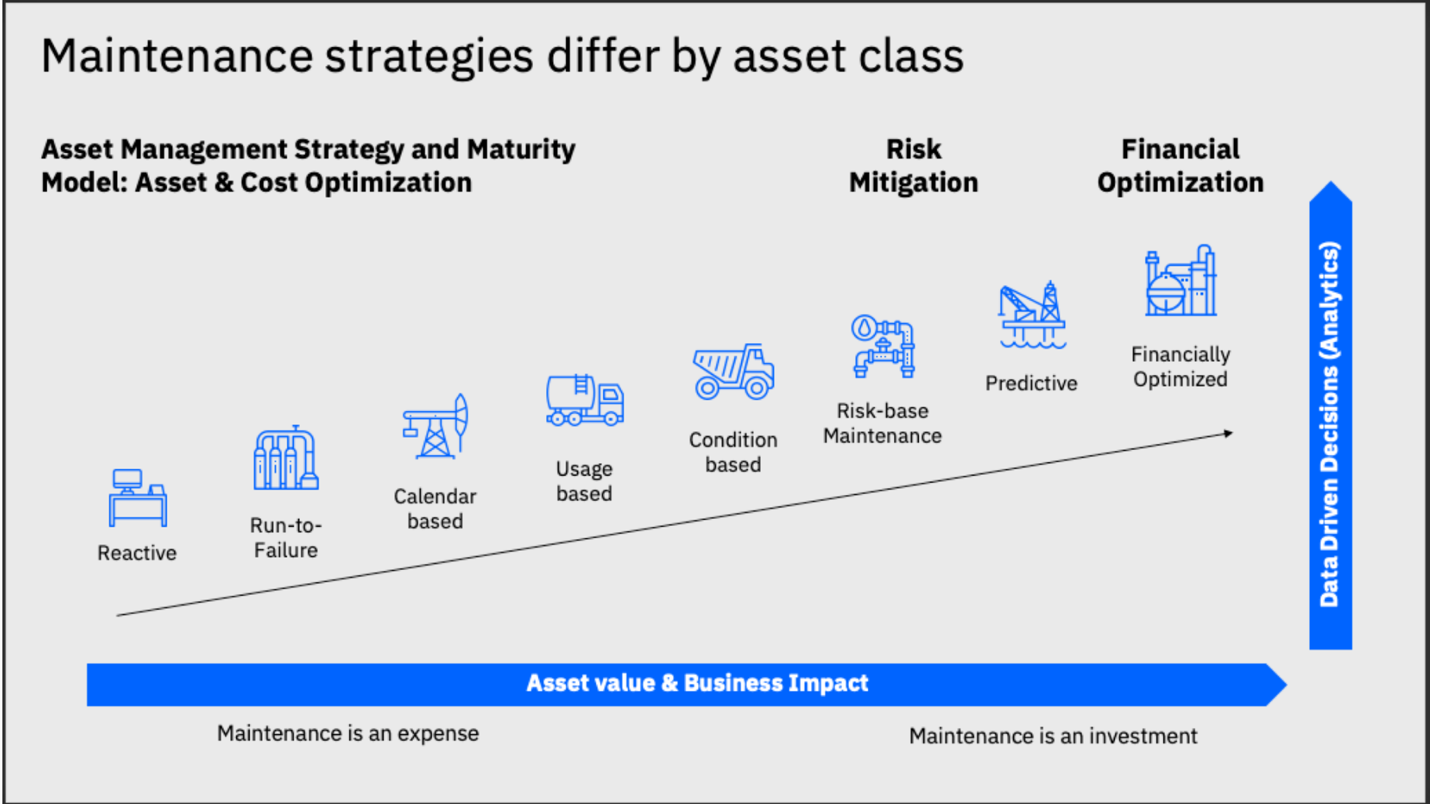 Maintenance strategies differ by asset class
Asset Management Strategy and Maturity
Model: Asset & Cost Optimization
Risk
Mitigation
Financial
Optimization
Reactive
Run-to-
Failure
Calendar
based
Usage
based
Condition
based
Risk-base
Maintenance
Predictive
Financially
Optimized
Data Driven Decisions (Analytics)
Asset value & Business Impact
Maintenance is an expense
Maintenance is an investment